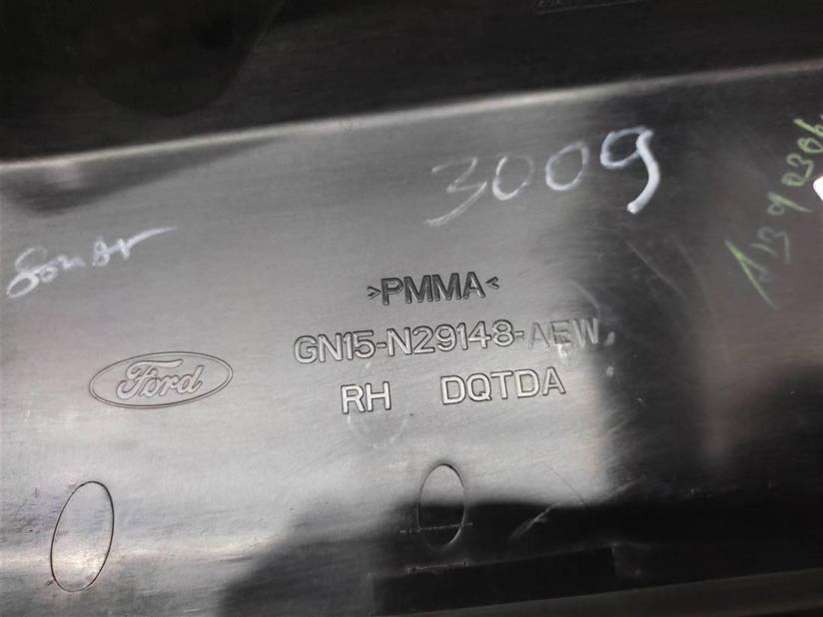 3009
>PMMA<
GN15-N29148-AEW
Ford
RH DQTDA